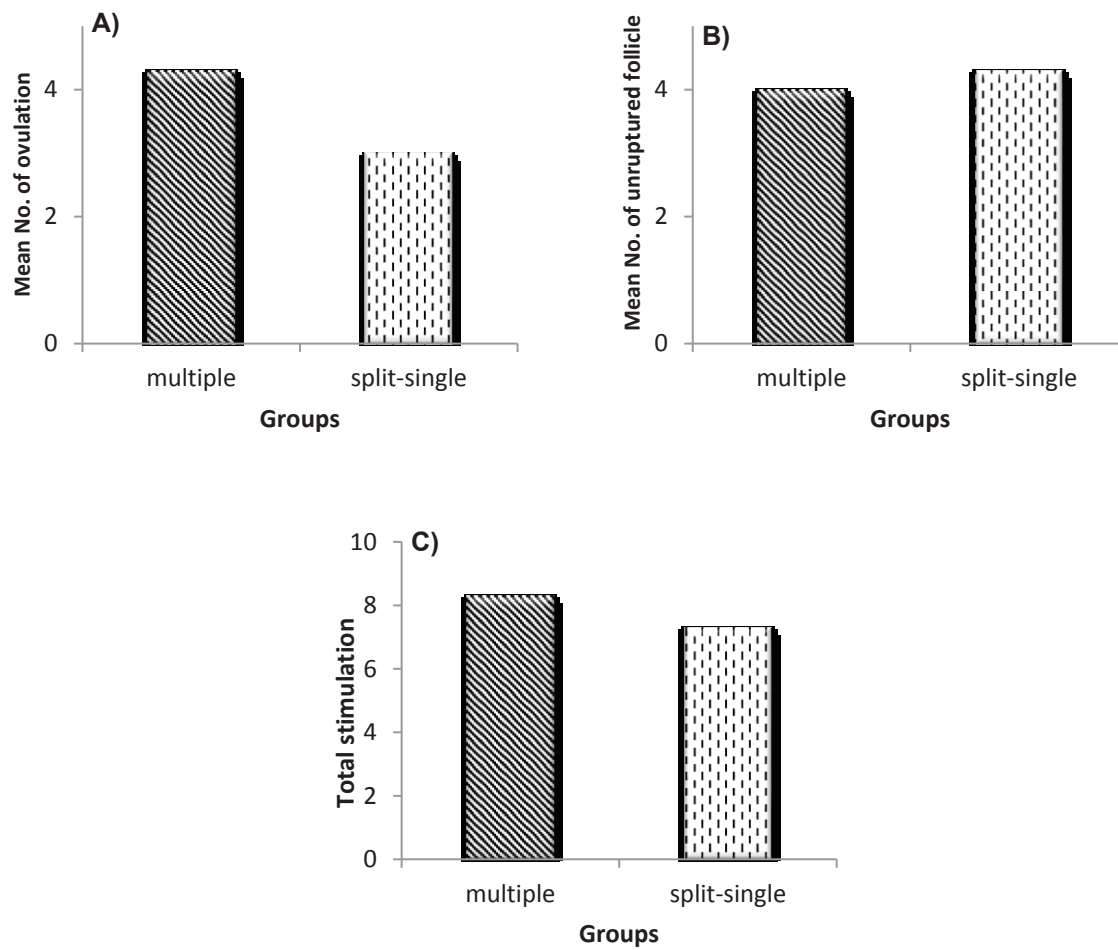 A)
Mean No. of ovulation
4
2
0
multiple split-single
Groups
B)
Mean No. of unruptured follicle
4
2
0
multiple split-single
Groups
C)
Total stimulation
10
8
6
4
2
0
multiple split-single
Groups